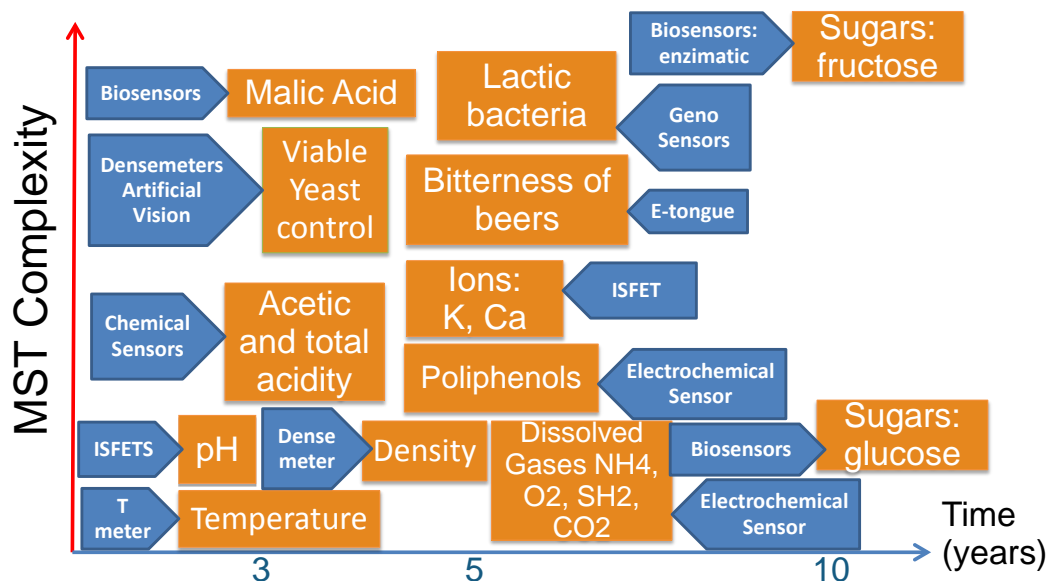 MST Complexity
Biosensors
Malic Acid
Lactic
bacteria
Biosensors:
enzimatic
Sugars:
fructose
Geno
Sensors
Densemeters
Artificial
Vision
Viable
Yeast
control
Bitterness of
beers
E-tongue
Chemical
Sensors
Acetic
and total
acidity
Ions:
K, Ca
ISFET
Poliphenols
Electrochemical
Sensor
ISFETS
pH
Dense
meter
Density
Dissolved
Gases NH4,
O2, SH2,
CO2
Biosensors
Sugars:
glucose
T
meter
Temperature
Electrochemical
Sensor
Time
(years)
3
5
10